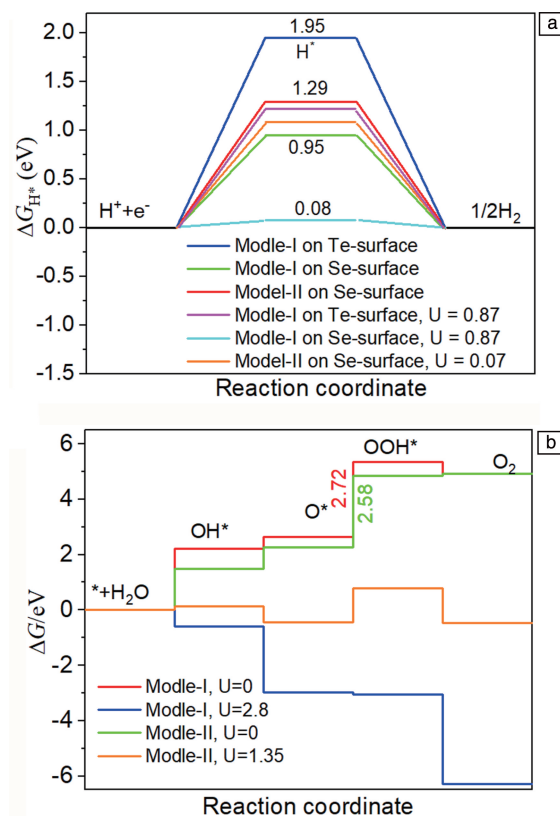 a
2.0
1.5
1.0
0.5
0.0
-0.5
-1.0
-1.5
ΔG_H* (eV)
1.95
H*
1.29
0.95
0.08
H⁺+e⁻
1/2H₂
Modle-I on Te-surface
Modle-I on Se-surface
Model-II on Se-surface
Modle-I on Te-surface, U = 0.87
Modle-I on Se-surface, U = 0.87
Model-II on Se-surface, U = 0.07
Reaction coordinate
b
6
4
2
0
-2
-4
-6
ΔG/eV
*+H₂O
OH*
O*
OOH*
O₂
2.72
2.58
Modle-I, U=0
Modle-I, U=2.8
Modle-II, U=0
Modle-II, U=1.35
Reaction coordinate